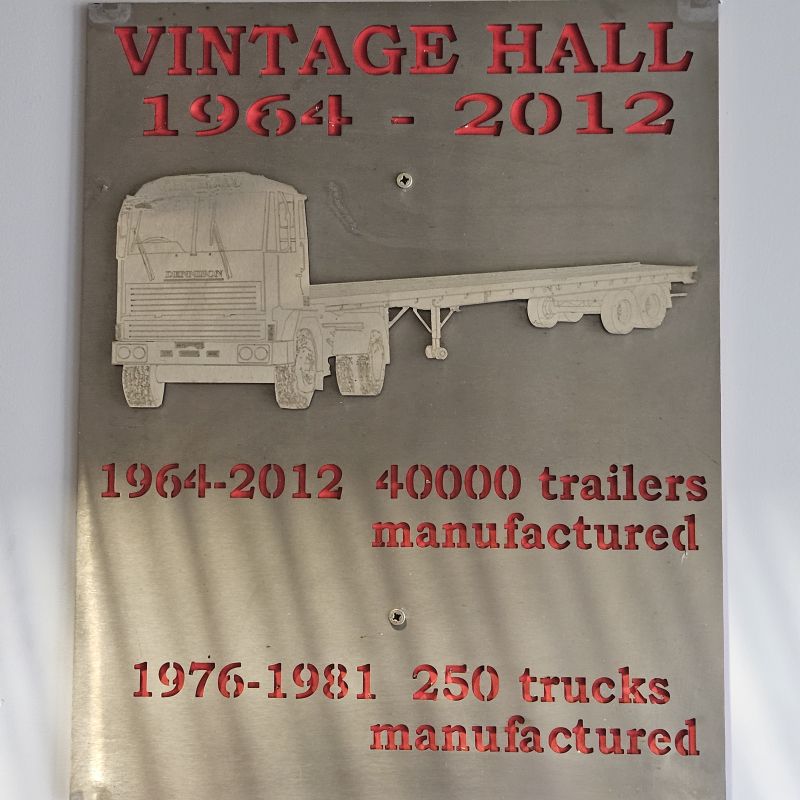 VINTAGE HALL
1964 - 2012
DENNISON
1964-2012 40000 trailers
manufactured
1976-1981 250 trucks
manufactured